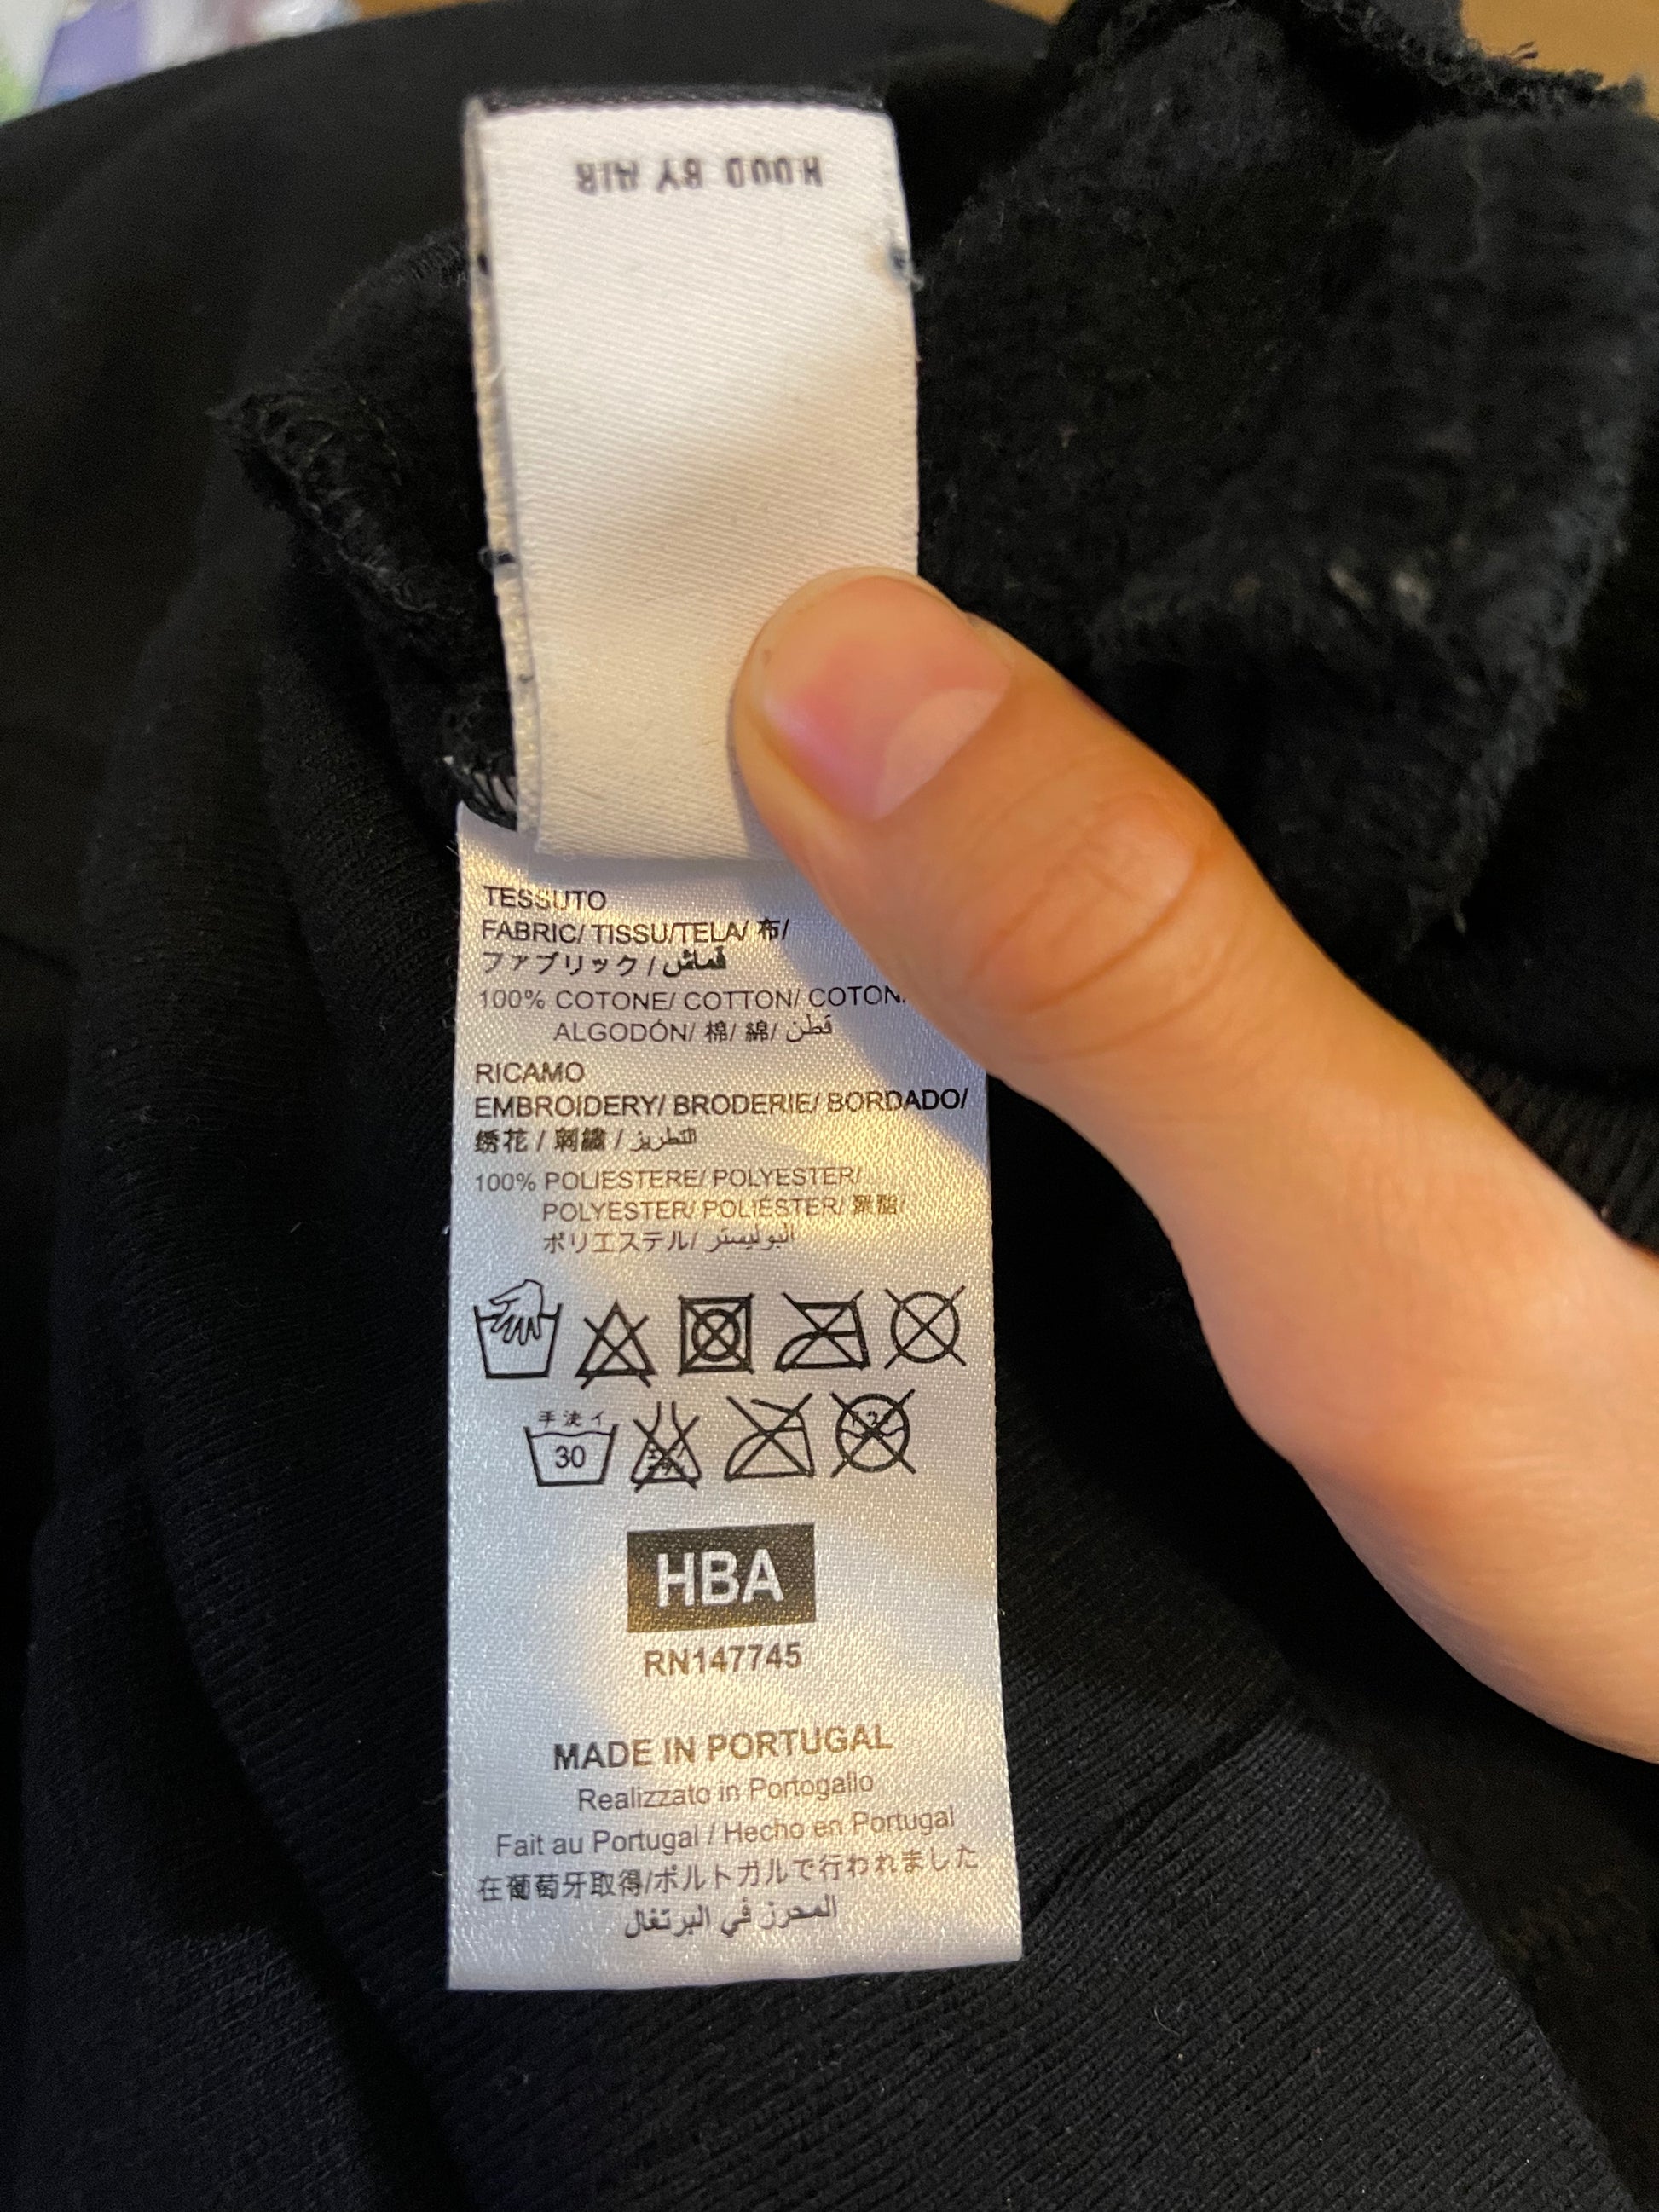 HOOD BY AIR
TESSUTO
FABRIC/ TISSU/TELA/ 布/
ファブリック / قماش
100% COTONE/ COTTON/ COTON/
ALGODÓN/ 棉/ 綿/ قطن
RICAMO
EMBROIDERY/ BRODERIE/ BORDADO/
绣花 / 刺繍 / التطريز
100% POLIESTERE/ POLYESTER/
POLYESTER/ POLIÉSTER/ 聚酯/
ポリエステル/ البوليستر
手洗イ
30
HBA
RN147745
MADE IN PORTUGAL
Realizzato in Portogallo
Fait au Portugal / Hecho en Portugal
在葡萄牙取得/ポルトガルで行われました
المحرز في البرتغال